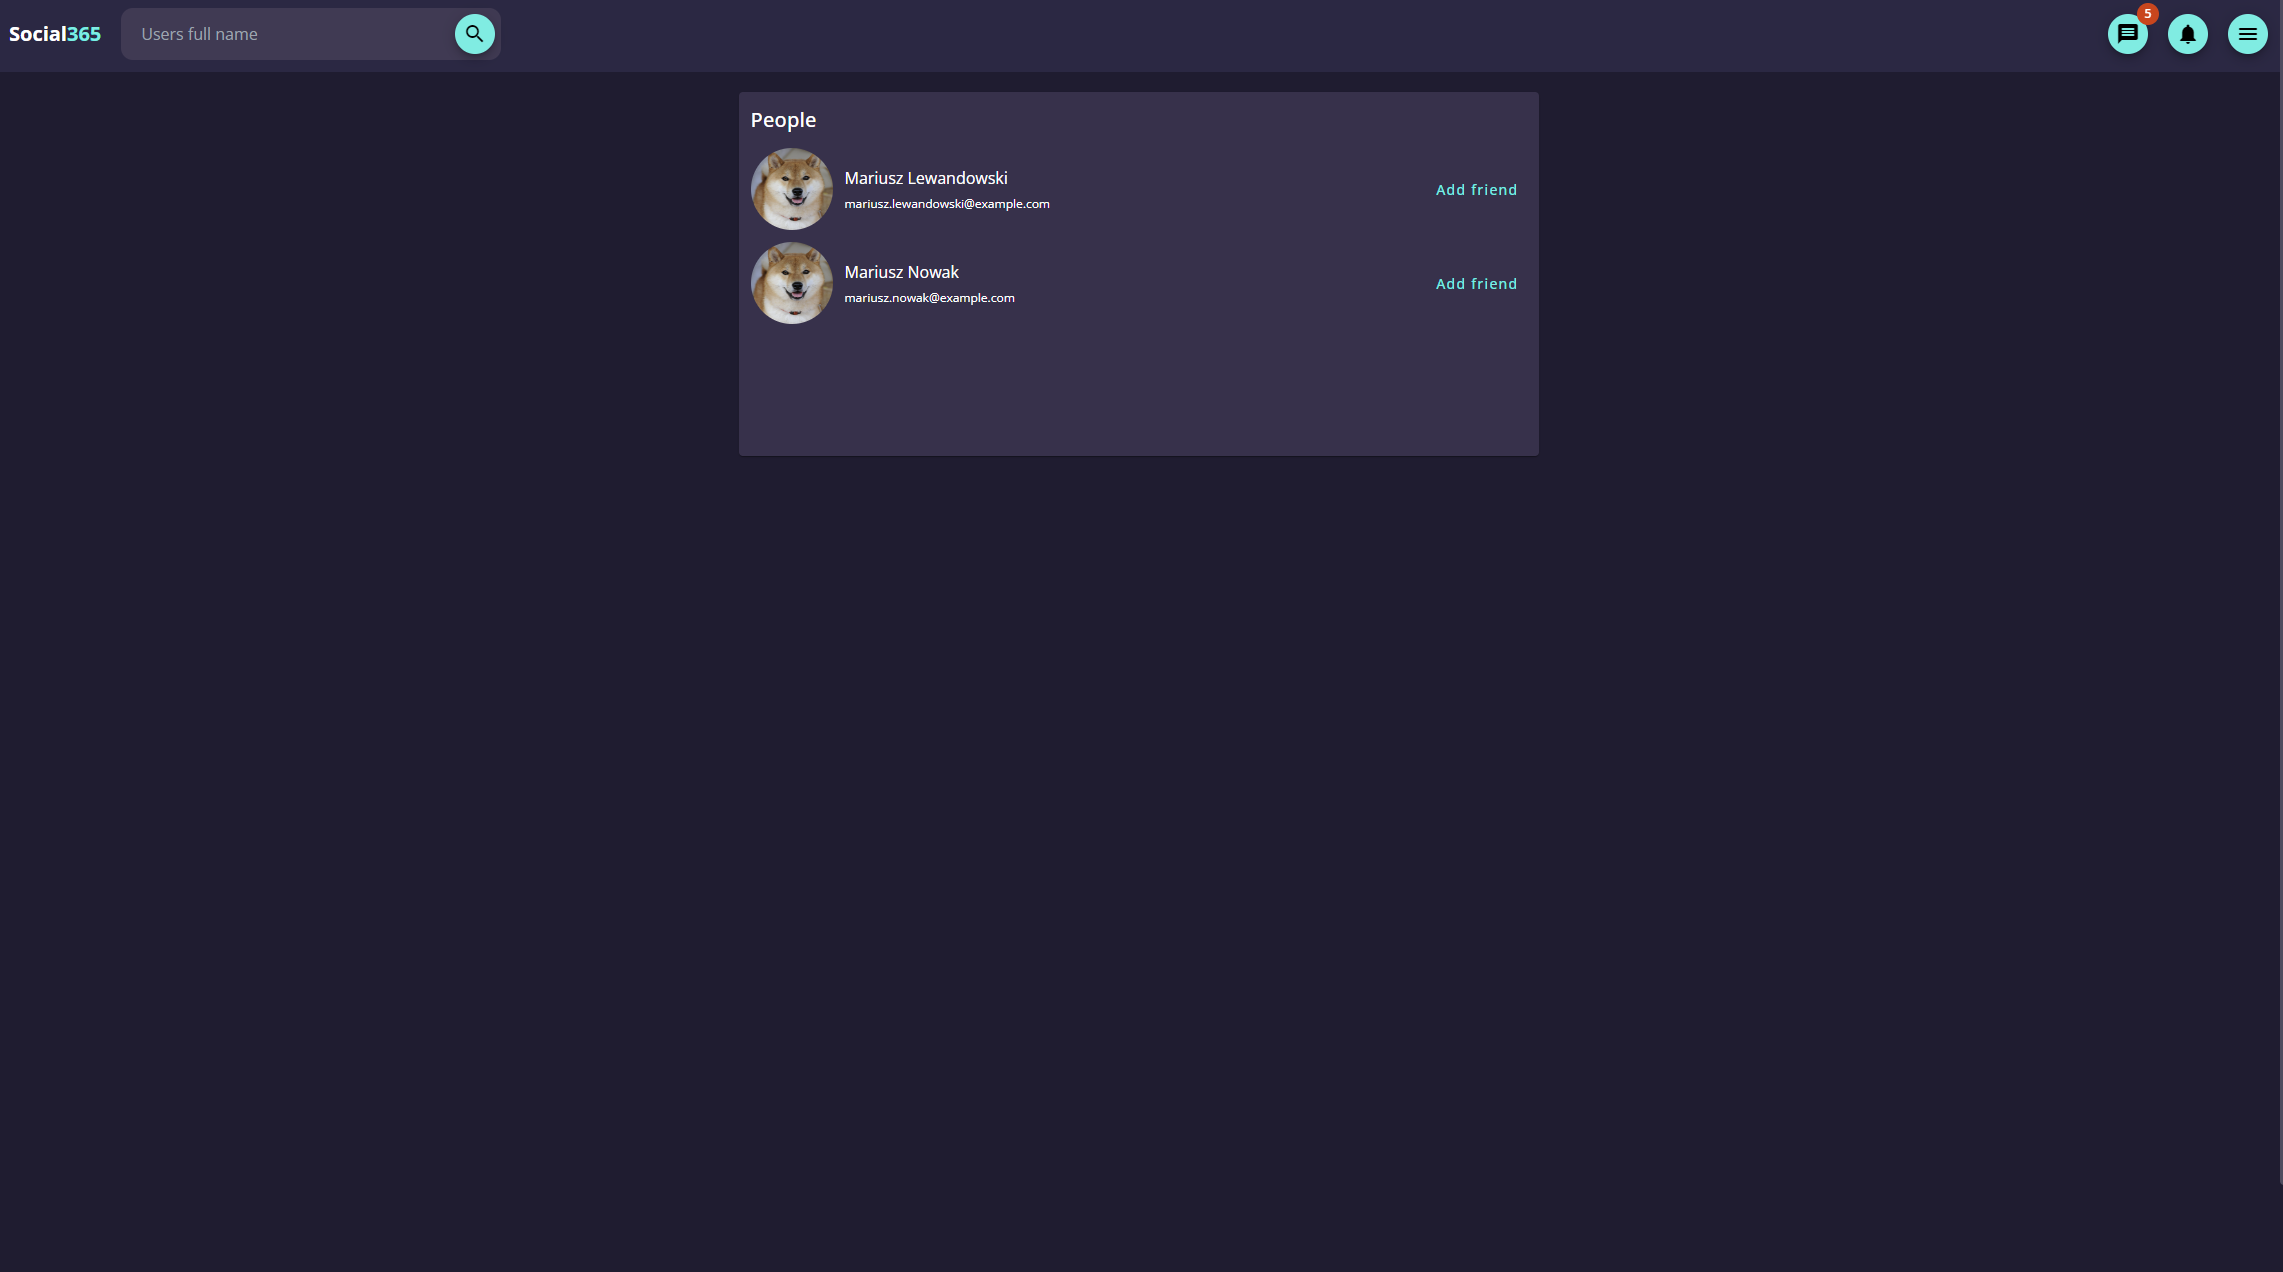 Social365
Users full name
5
People
Mariusz Lewandowski
mariusz.lewandowski@example.com
Add friend
Mariusz Nowak
mariusz.nowak@example.com
Add friend